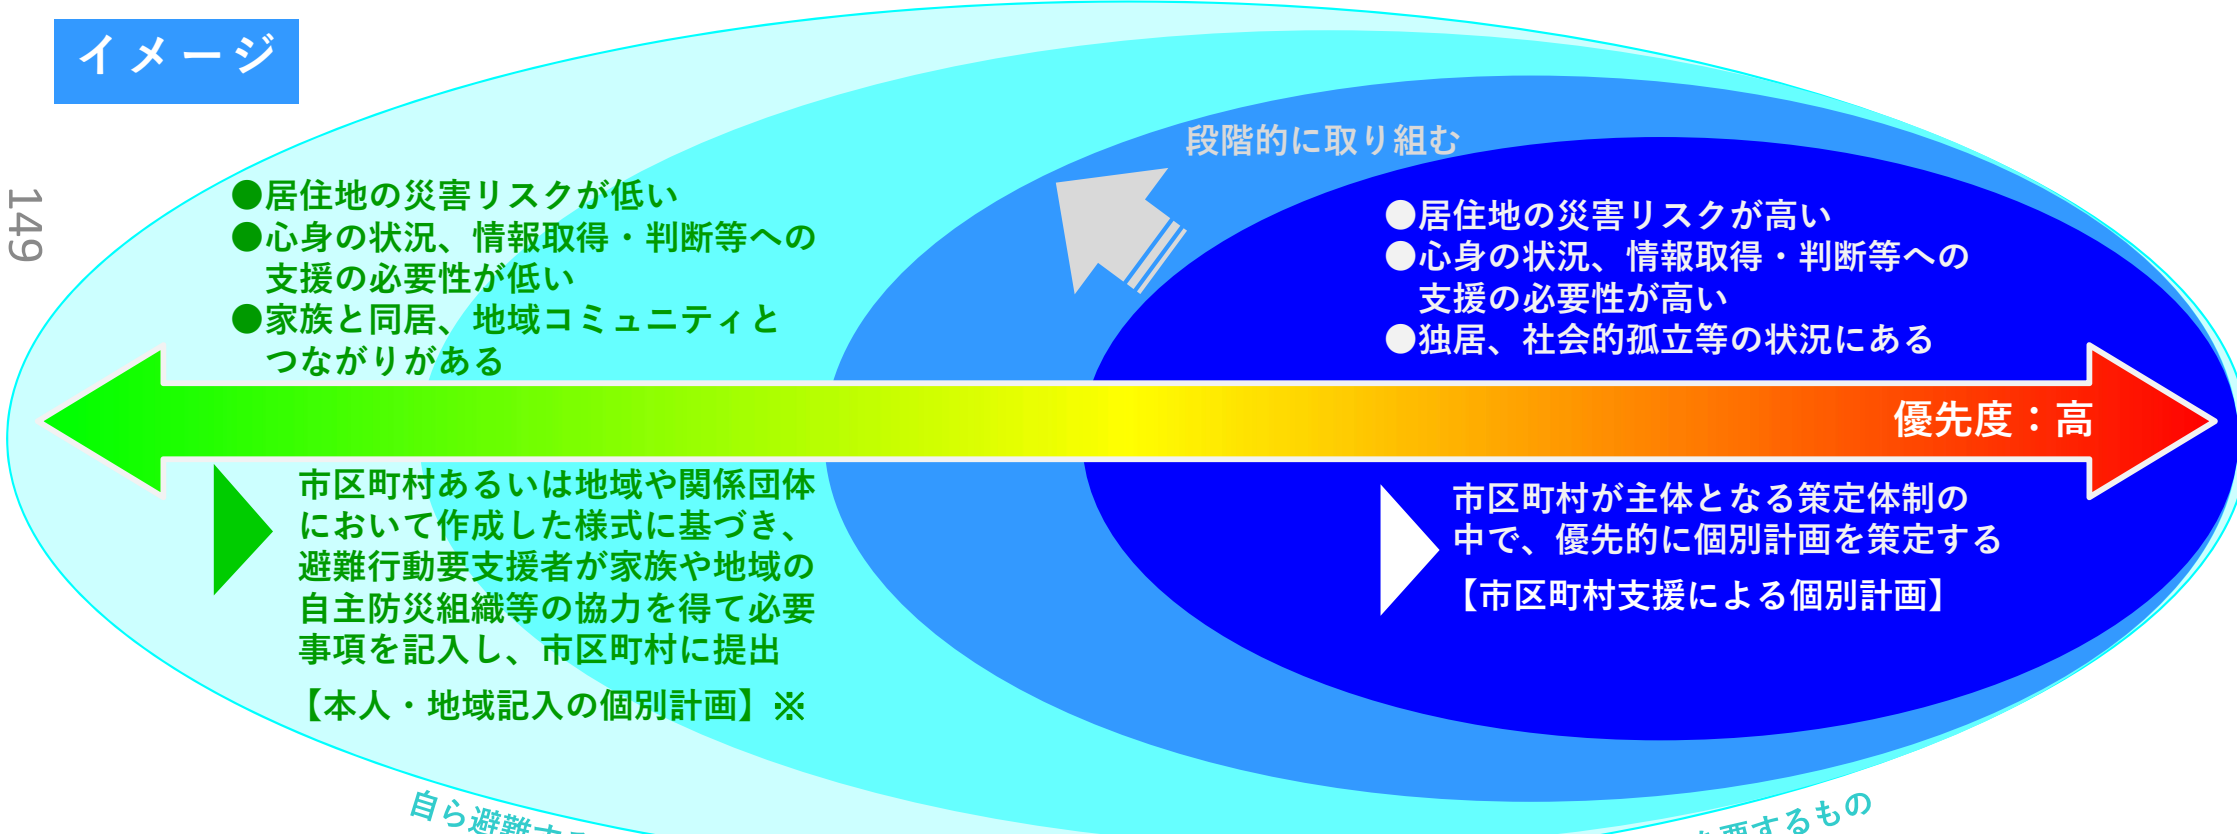 イメージ
149
段階的に取り組む
●居住地の災害リスクが低い
●心身の状況、情報取得・判断等への
支援の必要性が低い
●家族と同居、地域コミュニティと
つながりがある
●居住地の災害リスクが高い
●心身の状況、情報取得・判断等への
支援の必要性が高い
●独居、社会的孤立等の状況にある
優先度：高
市区町村あるいは地域や関係団体
において作成した様式に基づき、
避難行動要支援者が家族や地域の
自主防災組織等の協力を得て必要
事項を記入し、市区町村に提出
【本人・地域記入の個別計画】※
市区町村が主体となる策定体制の
中で、優先的に個別計画を策定する
【市区町村支援による個別計画】
自ら避難する
要するもの